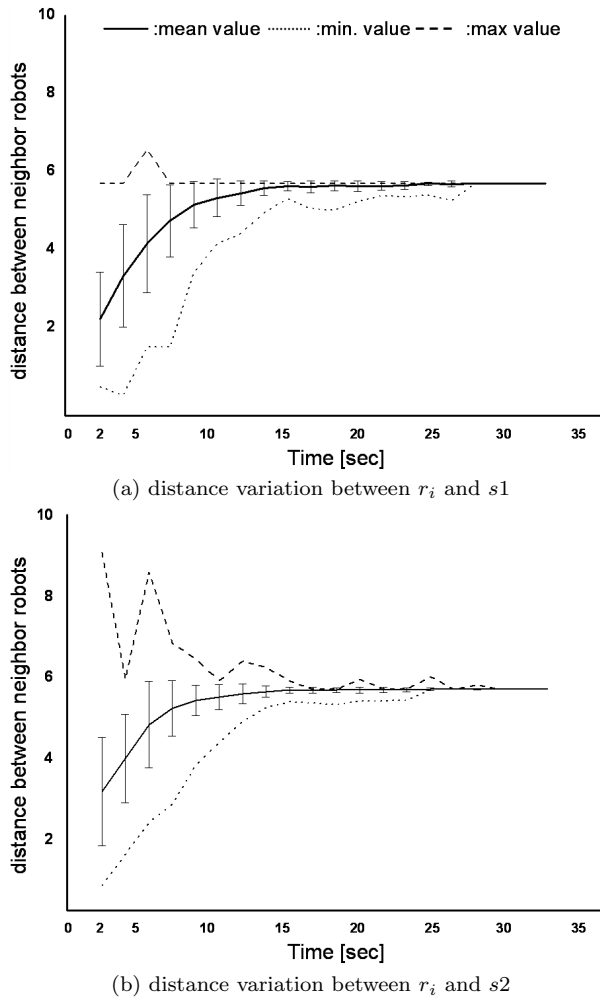 10
:mean value :min. value :max value
8
6
4
2
distance between neighbor robots
0 2 5 10 15 20 25 30 35
Time [sec]
(a) distance variation between r_i and s1
10
8
6
4
2
distance between neighbor robots
0 2 5 10 15 20 25 30 35
Time [sec]
(b) distance variation between r_i and s2